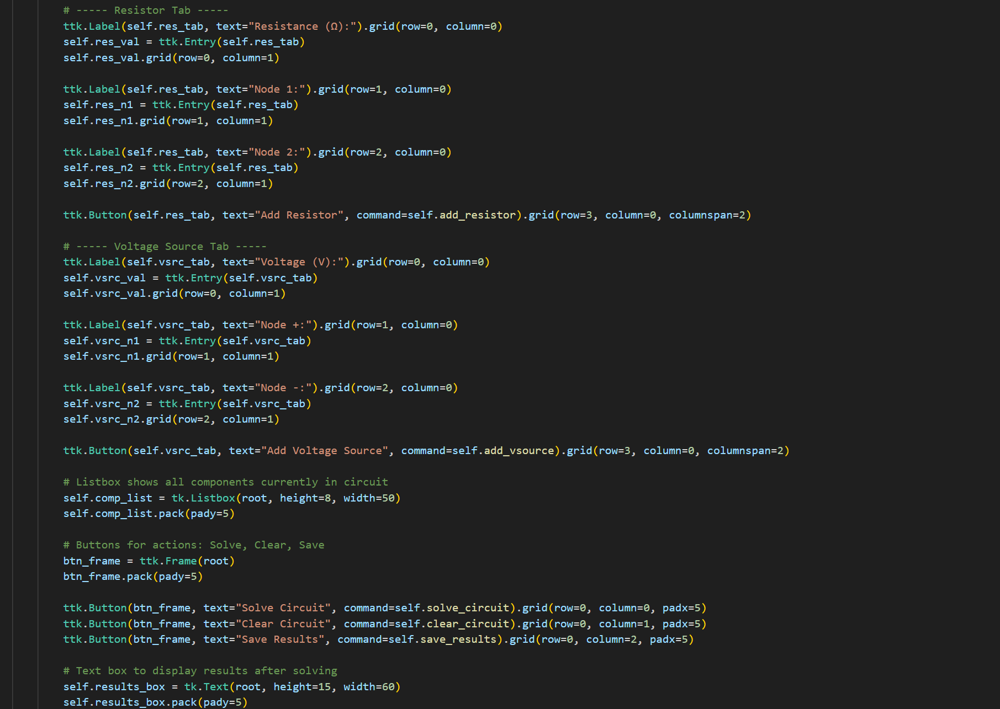 # ----- Resistor Tab -----
ttk.Label(self.res_tab, text="Resistance (Ω):").grid(row=0, column=0)
self.res_val = ttk.Entry(self.res_tab)
self.res_val.grid(row=0, column=1)
ttk.Label(self.res_tab, text="Node 1:").grid(row=1, column=0)
self.res_n1 = ttk.Entry(self.res_tab)
self.res_n1.grid(row=1, column=1)
ttk.Label(self.res_tab, text="Node 2:").grid(row=2, column=0)
self.res_n2 = ttk.Entry(self.res_tab)
self.res_n2.grid(row=2, column=1)
ttk.Button(self.res_tab, text="Add Resistor", command=self.add_resistor).grid(row=3, column=0, columnspan=2)
# ----- Voltage Source Tab -----
ttk.Label(self.vsrc_tab, text="Voltage (V):").grid(row=0, column=0)
self.vsrc_val = ttk.Entry(self.vsrc_tab)
self.vsrc_val.grid(row=0, column=1)
ttk.Label(self.vsrc_tab, text="Node +:").grid(row=1, column=0)
self.vsrc_n1 = ttk.Entry(self.vsrc_tab)
self.vsrc_n1.grid(row=1, column=1)
ttk.Label(self.vsrc_tab, text="Node -:").grid(row=2, column=0)
self.vsrc_n2 = ttk.Entry(self.vsrc_tab)
self.vsrc_n2.grid(row=2, column=1)
ttk.Button(self.vsrc_tab, text="Add Voltage Source", command=self.add_vsource).grid(row=3, column=0, columnspan=2)
# Listbox shows all components currently in circuit
self.comp_list = tk.Listbox(root, height=8, width=50)
self.comp_list.pack(pady=5)
# Buttons for actions: Solve, Clear, Save
btn_frame = ttk.Frame(root)
btn_frame.pack(pady=5)
ttk.Button(btn_frame, text="Solve Circuit", command=self.solve_circuit).grid(row=0, column=0, padx=5)
ttk.Button(btn_frame, text="Clear Circuit", command=self.clear_circuit).grid(row=0, column=1, padx=5)
ttk.Button(btn_frame, text="Save Results", command=self.save_results).grid(row=0, column=2, padx=5)
# Text box to display results after solving
self.results_box = tk.Text(root, height=15, width=60)
self.results_box.pack(pady=5)